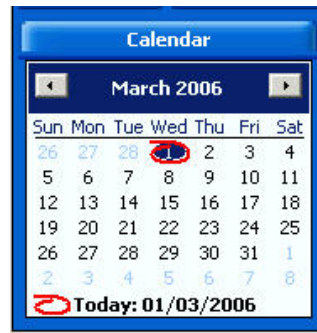 Calendar
March 2006
Sun Mon Tue Wed Thu Fri Sat
26 27 28 1 2 3 4
5 6 7 8 9 10 11
12 13 14 15 16 17 18
19 20 21 22 23 24 25
26 27 28 29 30 31 1
2 3 4 5 6 7 8
Today: 01/03/2006